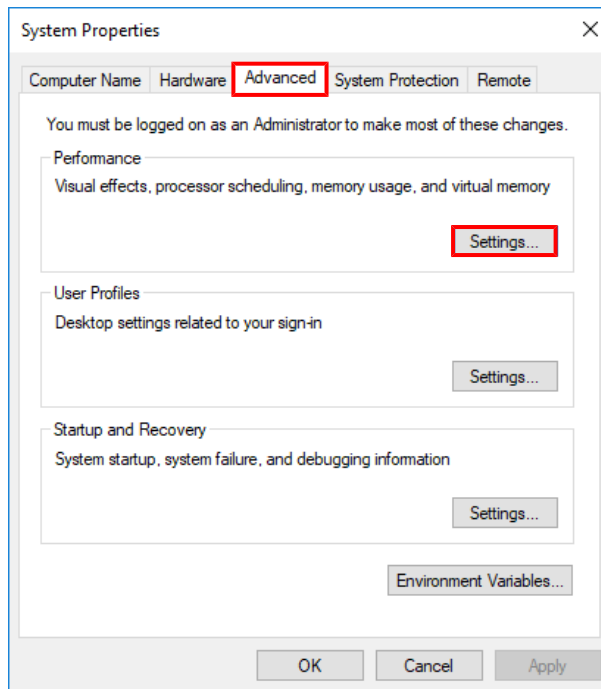 System Properties
Computer Name Hardware Advanced System Protection Remote
You must be logged on as an Administrator to make most of these changes.
Performance
Visual effects, processor scheduling, memory usage, and virtual memory
Settings...
User Profiles
Desktop settings related to your sign-in
Settings...
Startup and Recovery
System startup, system failure, and debugging information
Settings...
Environment Variables...
OK Cancel Apply